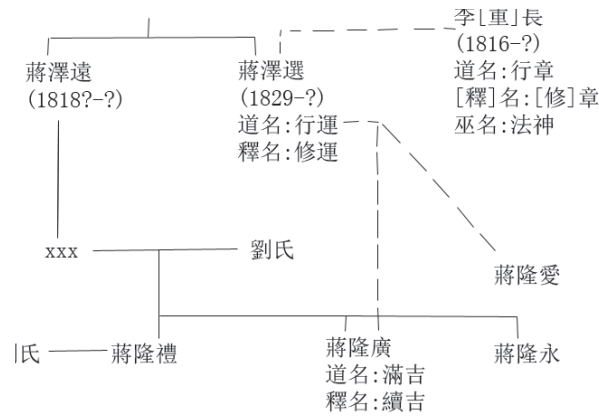 李[重]長
(1816-?)
道名:行章
[釋]名:[修]章
巫名:法神
蔣澤遠
(1818?-?)
蔣澤選
(1829-?)
道名:行運
釋名:修運
xxx
劉氏
蔣隆愛
氏
蔣隆禮
蔣隆廣
道名:滿吉
釋名:續吉
蔣隆永